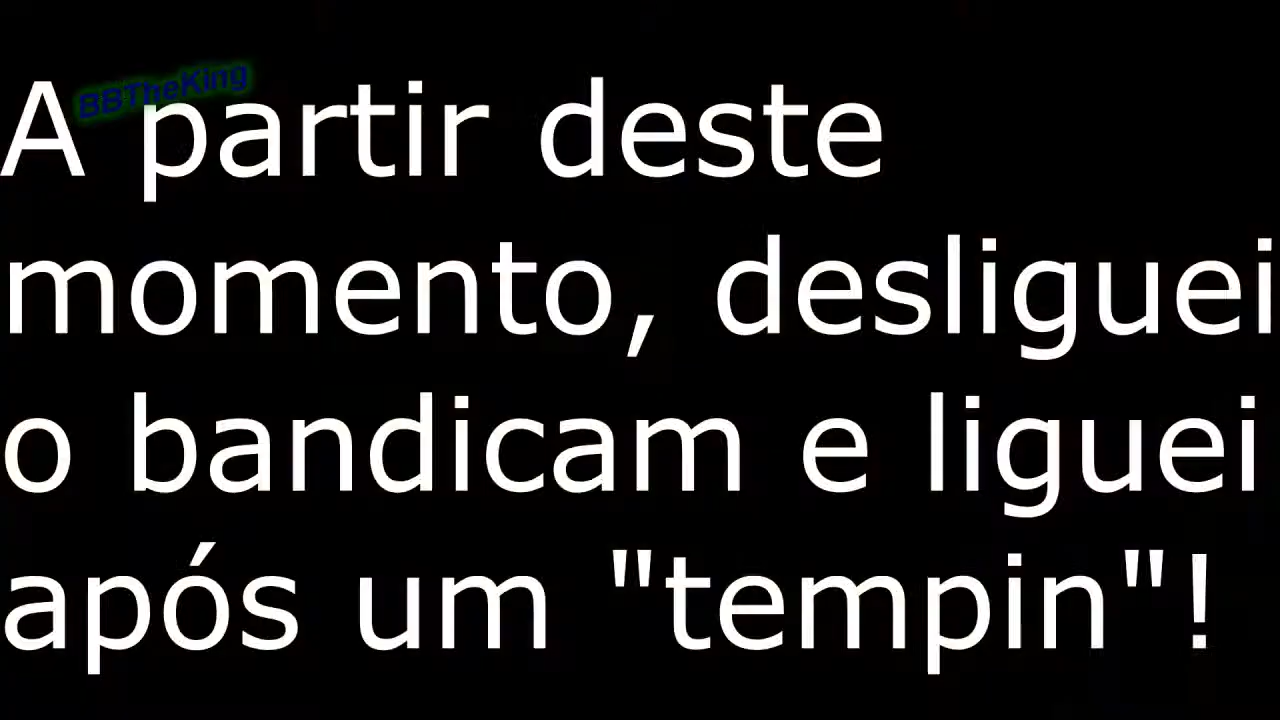 BBTheKing
A partir deste
momento, desliguei
o bandicam e liguei
após um "tempin"!